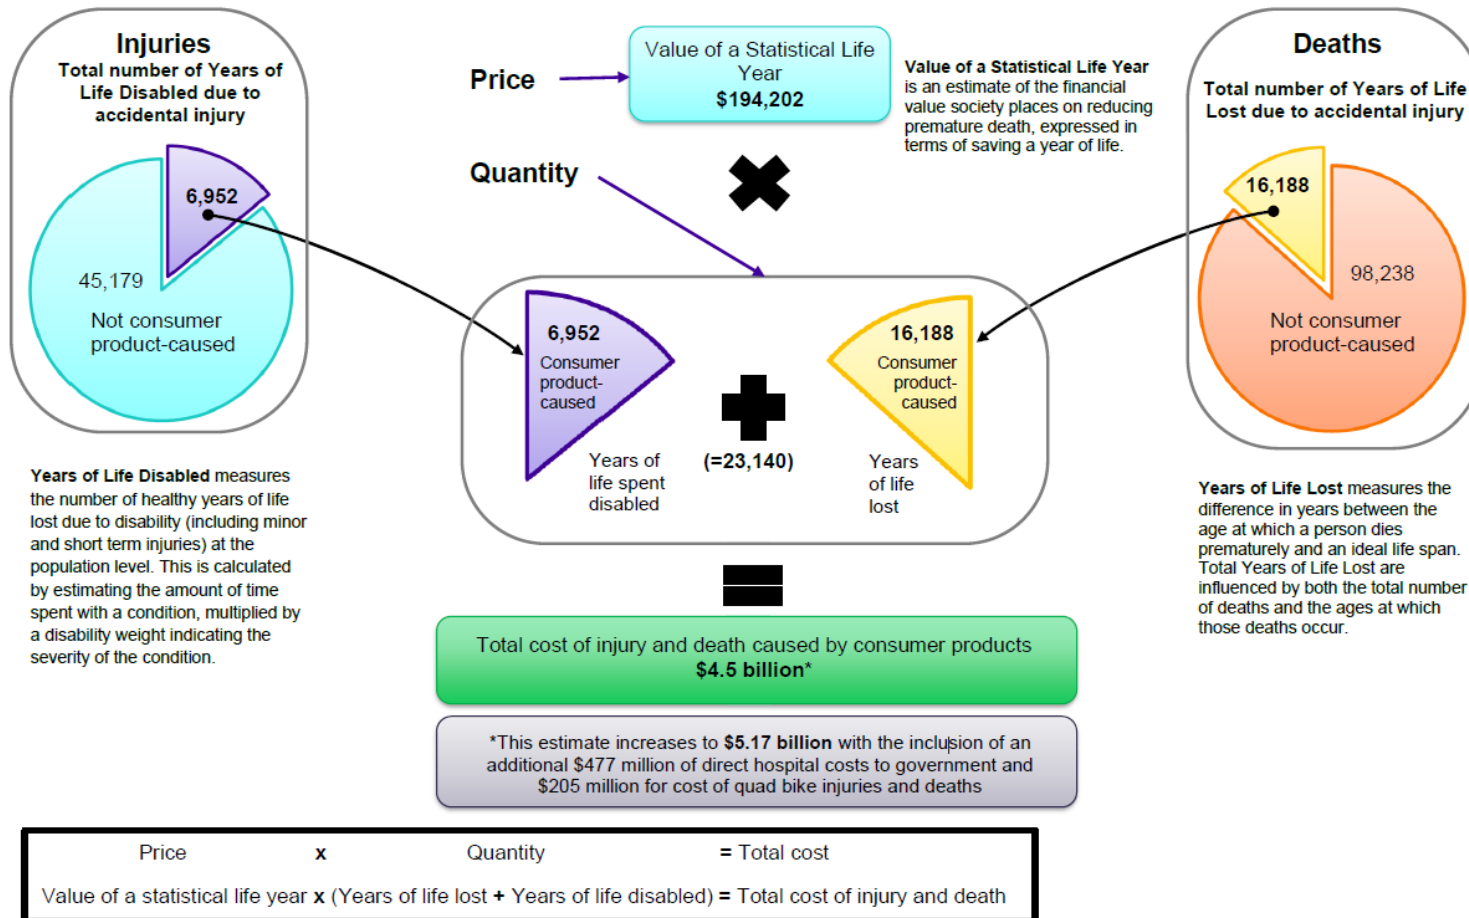 Injuries
Total number of Years of
Life Disabled due to
accidental injury
6,952
45,179
Not consumer
product-caused
Years of Life Disabled measures
the number of healthy years of life
lost due to disability (including minor
and short term injuries) at the
population level. This is calculated
by estimating the amount of time
spent with a condition, multiplied by
a disability weight indicating the
severity of the condition.
Price
Value of a Statistical Life
Year
$194,202
Value of a Statistical Life Year
is an estimate of the financial
value society places on reducing
premature death, expressed in
terms of saving a year of life.
Quantity
6,952
Consumer
product-
caused
Years of
life spent
disabled
(=23,140)
16,188
Consumer
product-
caused
Years
of life
lost
Deaths
Total number of Years of Life
Lost due to accidental injury
16,188
98,238
Not consumer
product-caused
Years of Life Lost measures the
difference in years between the
age at which a person dies
prematurely and an ideal life span.
Total Years of Life Lost are
influenced by both the total number
of deaths and the ages at which
those deaths occur.
Total cost of injury and death caused by consumer products
$4.5 billion*
*This estimate increases to $5.17 billion with the inclusion of an
additional $477 million of direct hospital costs to government and
$205 million for cost of quad bike injuries and deaths
Price x Quantity = Total cost
Value of a statistical life year x (Years of life lost + Years of life disabled) = Total cost of injury and death